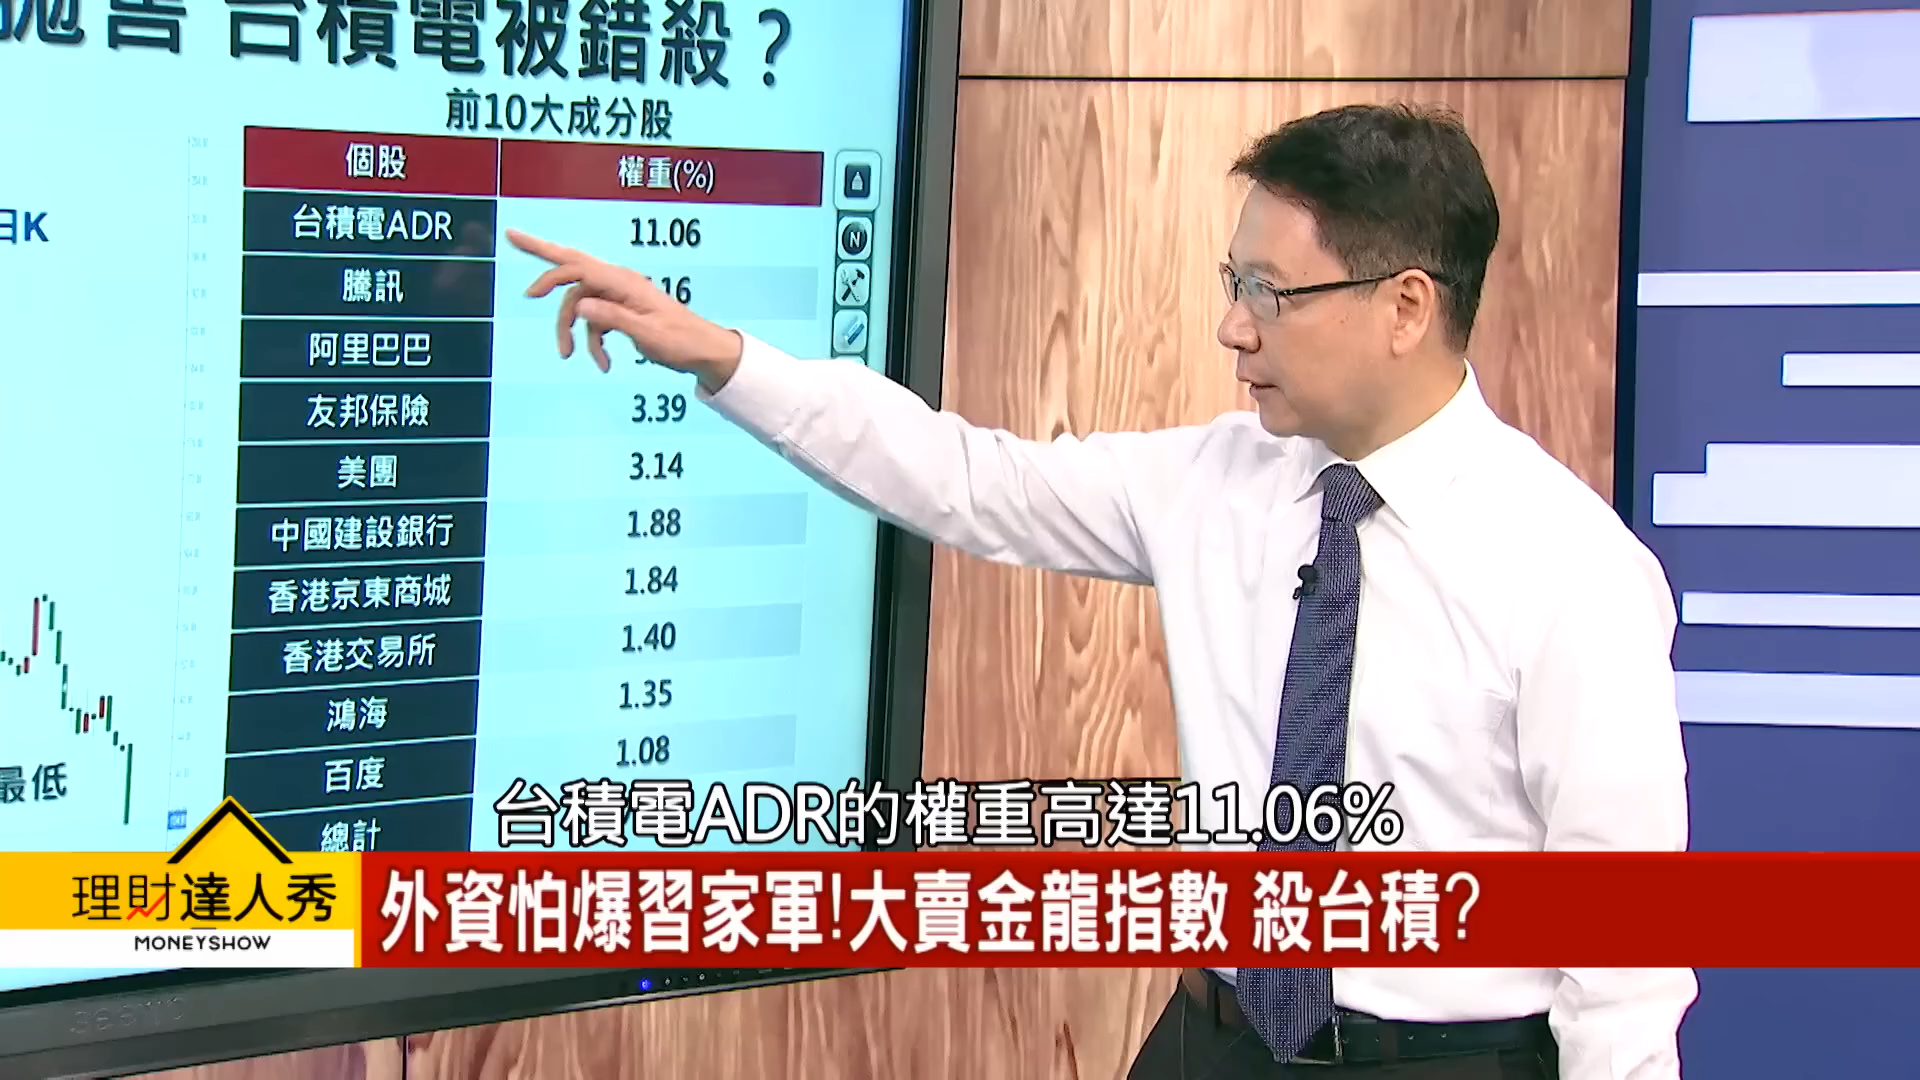 拋售 台積電被錯殺？
前10大成分股
個股 權重(%)
台積電ADR 11.06
日K
騰訊 .16
阿里巴巴
友邦保險 3.39
美團 3.14
中國建設銀行 1.88
香港京東商城 1.84
香港交易所 1.40
鴻海 1.35
百度 1.08
最低
總計
台積電ADR的權重高達11.06%
理財達人秀
MONEYSHOW
外資怕爆習家軍!大賣金龍指數 殺台積?